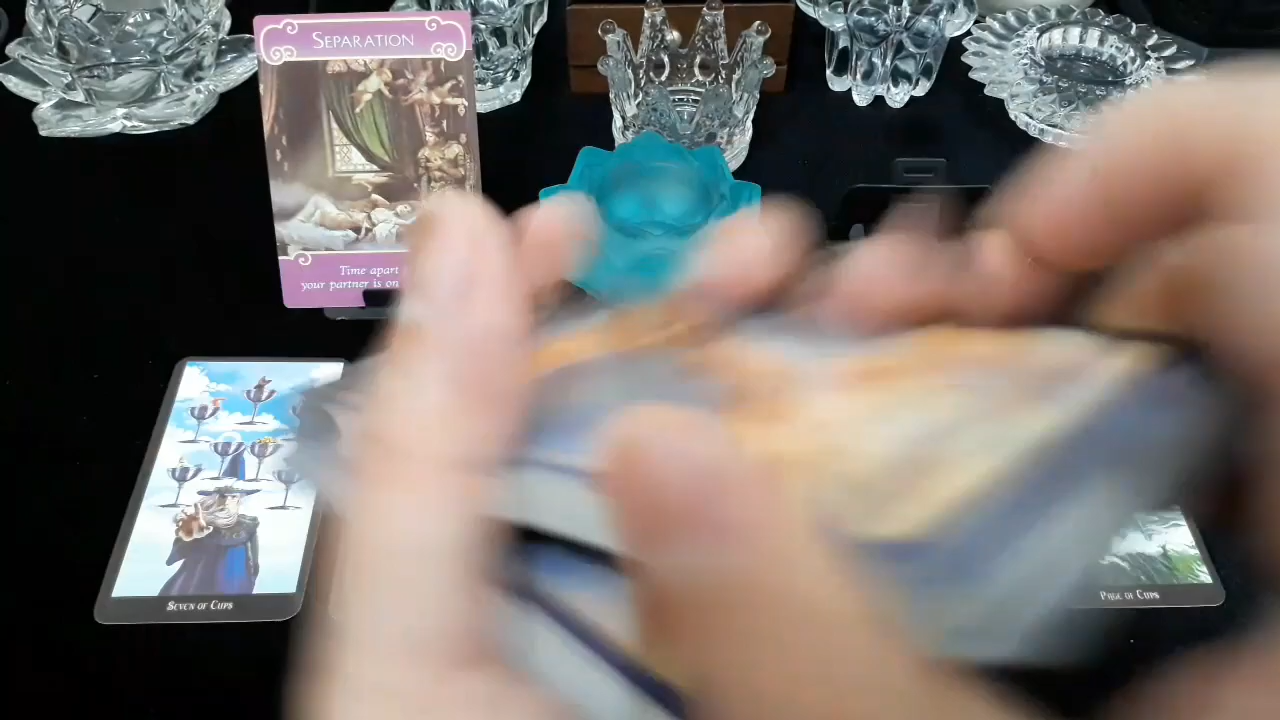 SEPARATION
Time apart
your partner is on
SEVEN OF CUPS
PAGE OF CUPS